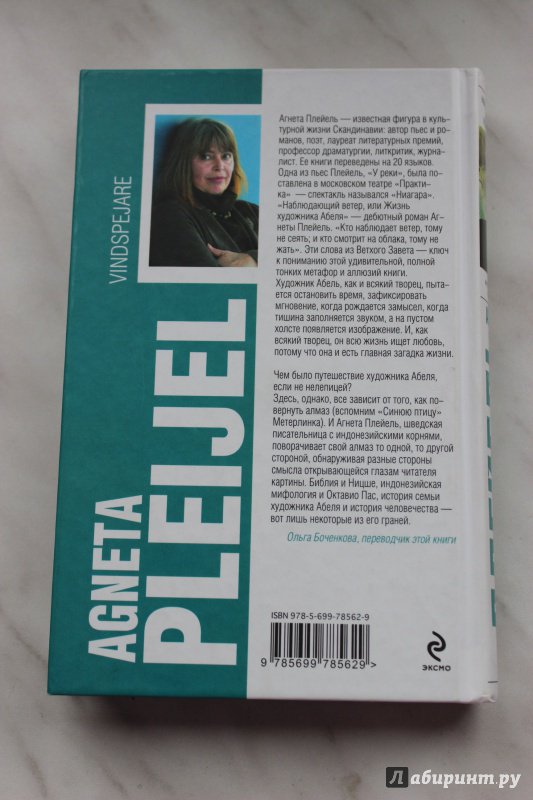 VINDSPEJARE
AGNETA
PLEIJEL
Агнета Плейель — известная фигура в куль-
турной жизни Скандинавии: автор пьес и ро-
манов, поэт, лауреат литературных премий,
профессор драматургии, литкритик, журна-
лист. Ее книги переведены на 20 языков.
Одна из пьес Плейель, «У реки», была по-
ставлена в московском театре «Практи-
ка» — спектакль назывался «Ниагара».
«Наблюдающий ветер, или Жизнь
художника Абеля» — дебютный роман Аг-
неты Плейель. «Кто наблюдает ветер, тому
не сеять; и кто смотрит на облака, тому не
жать». Эти слова из Ветхого Завета — ключ
к пониманию этой удивительной, полной
тонких метафор и аллюзий книги.
Художник Абель, как и всякий творец, пыта-
ется остановить время, зафиксировать
мгновение, когда рождается замысел, когда
тишина заполняется звуком, а на пустом
холсте появляется изображение. И, как
всякий творец, он всю жизнь ищет любовь,
потому что она и есть главная загадка жизни.
Чем было путешествие художника Абеля,
если не нелепицей?
Здесь, однако, все зависит от того, как по-
вернуть алмаз (вспомним «Синюю птицу»
Метерлинка). И Агнета Плейель, шведская
писательница с индонезийскими корнями,
поворачивает свой алмаз то одной, то другой
стороной, обнаруживая разные стороны
смысла открывающейся глазам читателя
картины. Библия и Ницше, индонезийская
мифология и Октавио Пас, история семьи
художника Абеля и история человечества —
вот лишь некоторые из его граней.
Ольга Боченкова, переводчик этой книги
ISBN 978-5-699-78562-9
9 785699 785629 >
ЭКСМО
Лабиринт.ру